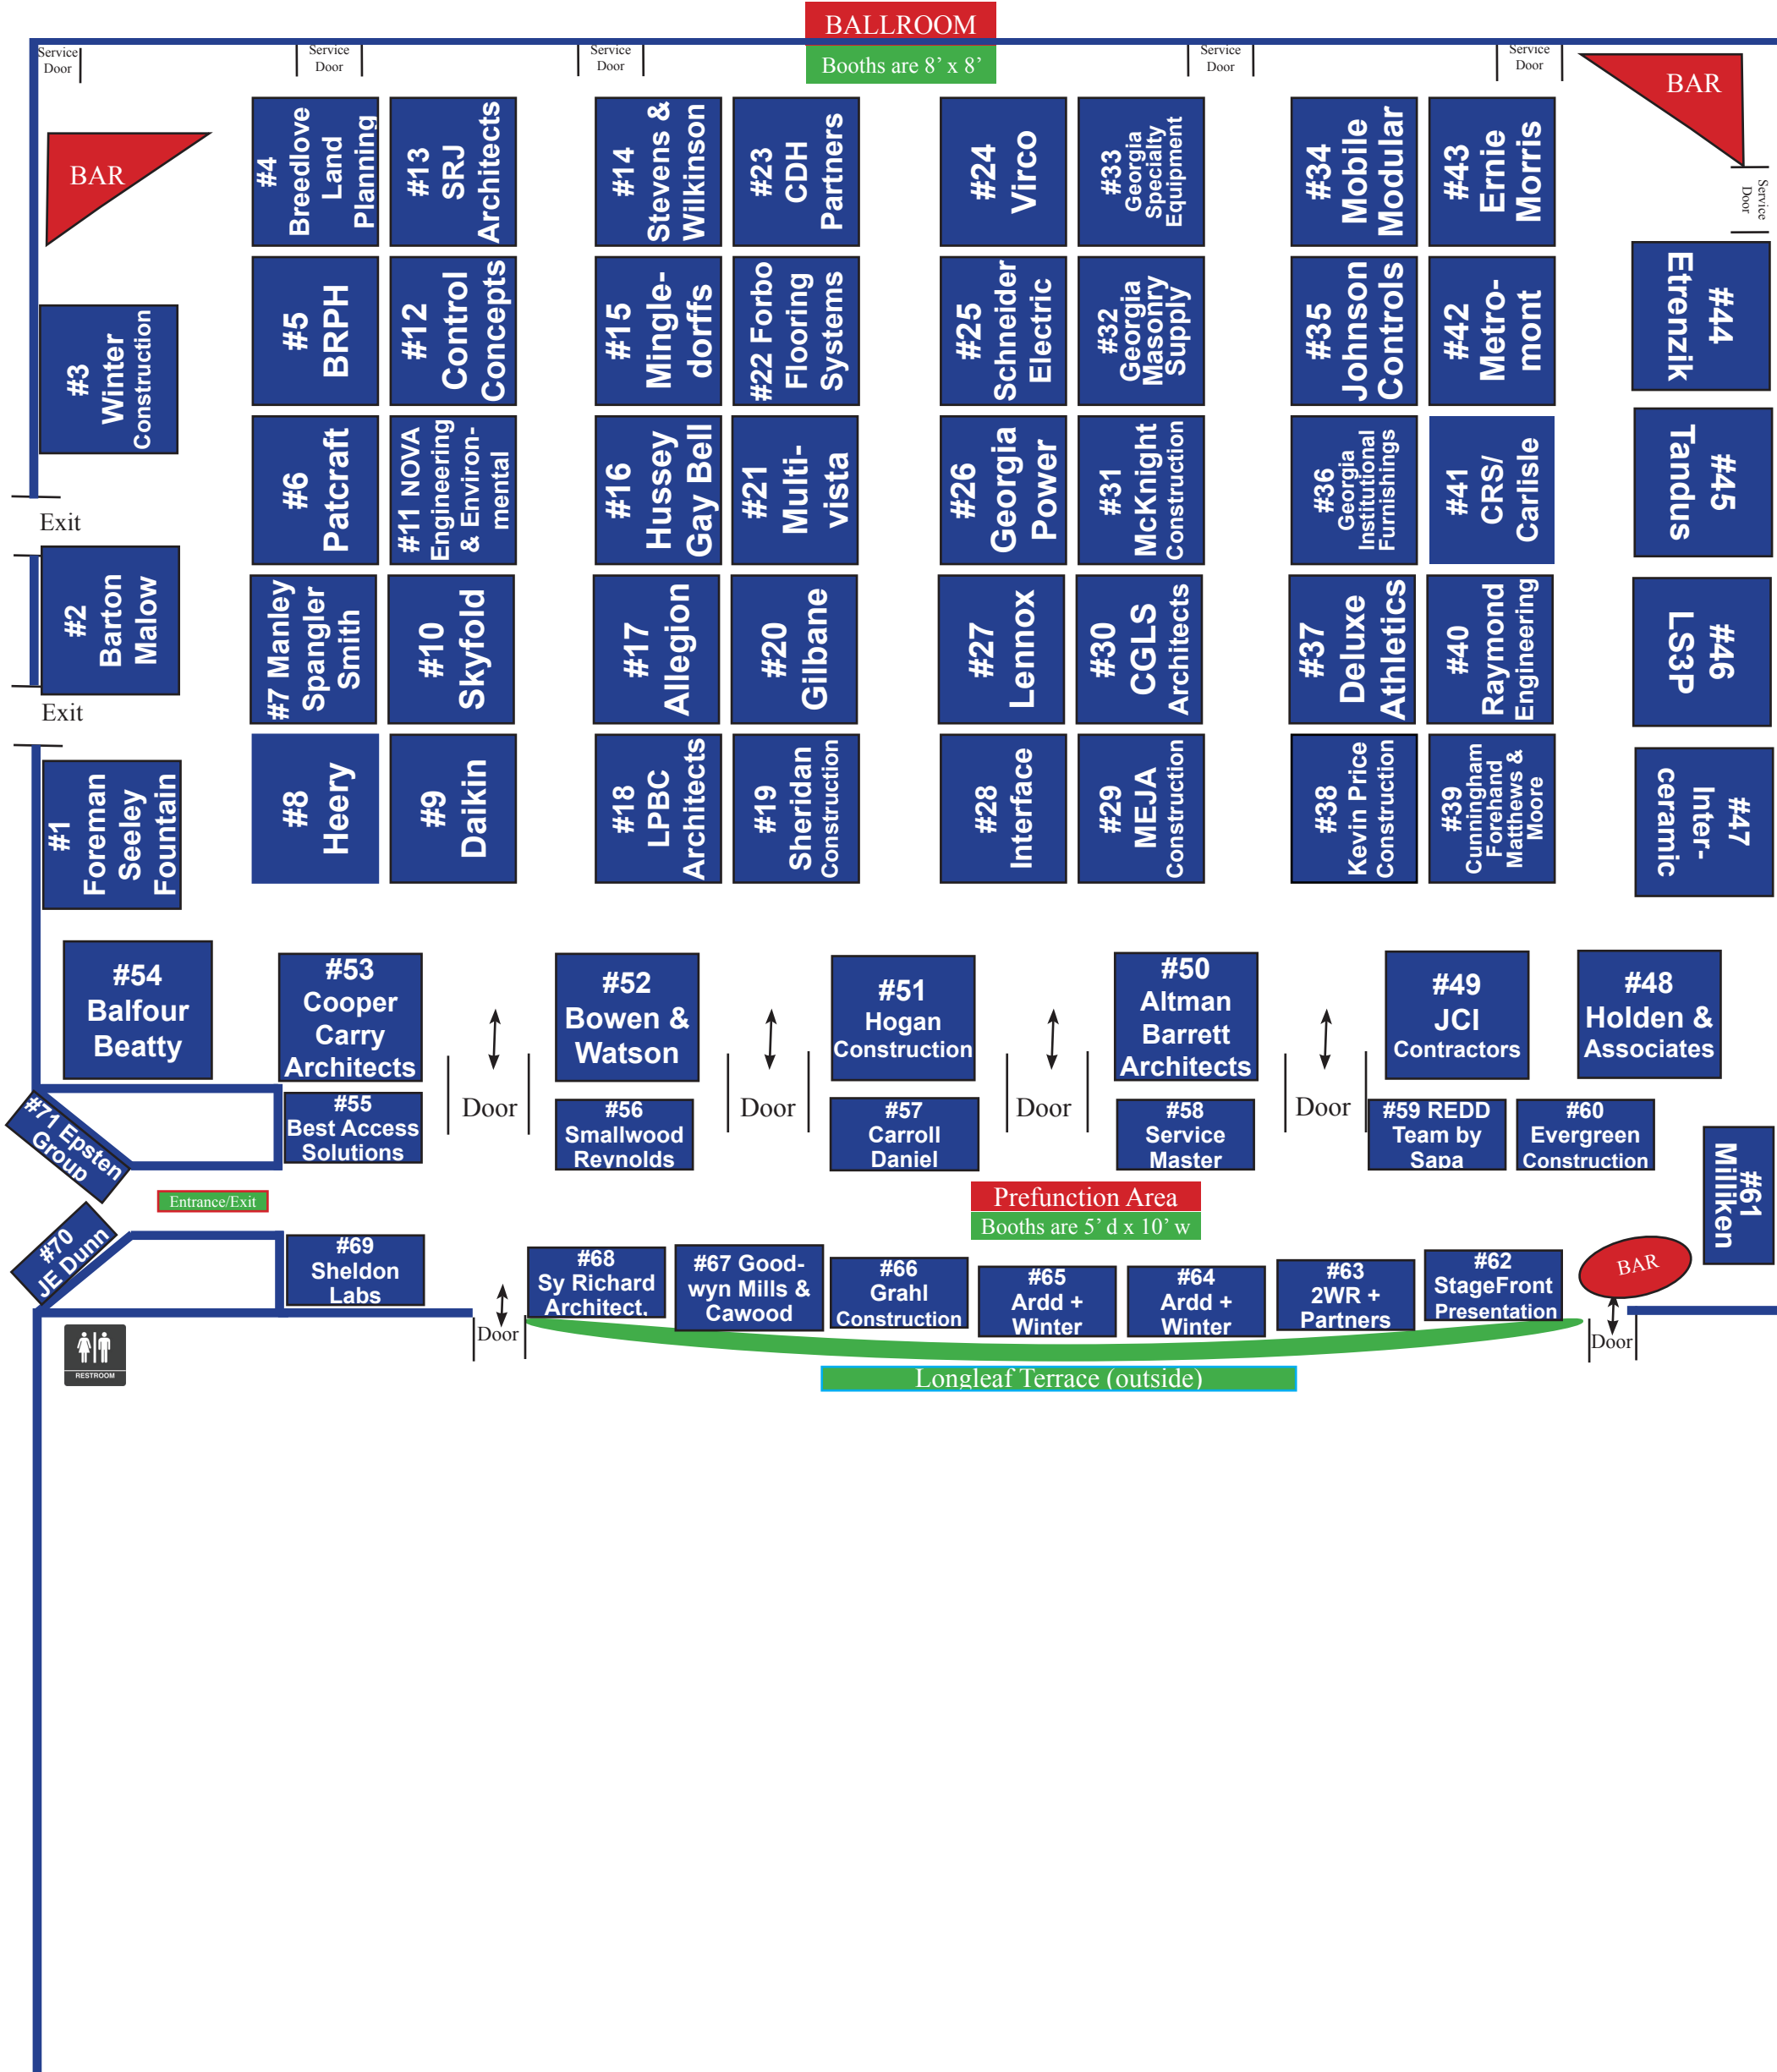 BALLROOM
Booths are 8’ x 8’
Service
Door
Service
Door
Service
Door
Service
Door
Service
Door
BAR
BAR
Service
Door
#4
Breedlove
Land
Planning
#13
SRJ
Architects
#14
Stevens &
Wilkinson
#23
CDH
Partners
#24
Virco
#33
Georgia
Specialty
Equipment
#34
Mobile
Modular
#43
Ernie
Morris
#3
Winter
Construction
#5
BRPH
#12
Control
Concepts
#15
Mingle-
dorffs
#22 Forbo
Flooring
Systems
#25
Schneider
Electric
#32
Georgia
Masonry
Supply
#35
Johnson
Controls
#42
Metro-
mont
#44
Etrenzik
Exit
#6
Patcraft
#11 NOVA
Engineering
& Environ-
mental
#16
Hussey
Gay Bell
#21
Multi-
vista
#26
Georgia
Power
#31
McKnight
Construction
#36
Georgia
Institutional
Furnishings
#41
CRS/
Carlisle
#45
Tandus
#2
Barton
Malow
Exit
#7 Manley
Spangler
Smith
#10
Skyfold
#17
Allegion
#20
Gilbane
#27
Lennox
#30
CGLS
Architects
#37
Deluxe
Athletics
#40
Raymond
Engineering
#46
LS3P
#1
Foreman
Seeley
Fountain
#8
Heery
#9
Daikin
#18
LPBC
Architects
#19
Sheridan
Construction
#28
Interface
#29
MEJA
Construction
#38
Kevin Price
Construction
#39
Cunningham
Forehand
Matthews &
Moore
#47
Inter-
ceramic
#54
Balfour
Beatty
#53
Cooper
Carry
Architects
#52
Bowen &
Watson
#51
Hogan
Construction
#50
Altman
Barrett
Architects
#49
JCI
Contractors
#48
Holden &
Associates
Door
Door
Door
Door
#71 Epsten
Group
#55
Best Access
Solutions
#56
Smallwood
Reynolds
#57
Carroll
Daniel
#58
Service
Master
#59 REDD
Team by
Sapa
#60
Evergreen
Construction
#61
Milliken
Entrance/Exit
Prefunction Area
Booths are 5’ d x 10’ w
#70
JE Dunn
#69
Sheldon
Labs
#68
Sy Richard
Architect,
#67 Good-
wyn Mills &
Cawood
#66
Grahl
Construction
#65
Ardd +
Winter
#64
Ardd +
Winter
#63
2WR +
Partners
#62
StageFront
Presentation
BAR
Door
Door
RESTROOM
Longleaf Terrace (outside)